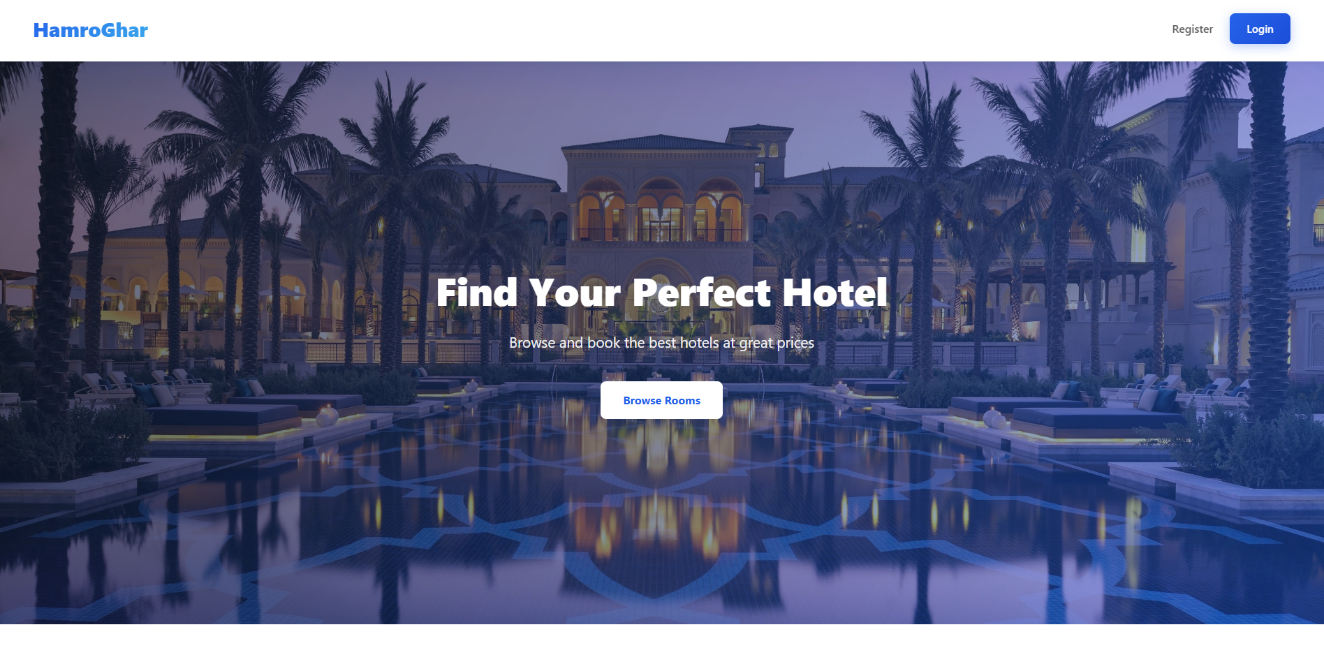 HamroGhar
Register
Login
Find Your Perfect Hotel
Browse and book the best hotels at great prices
Browse Rooms